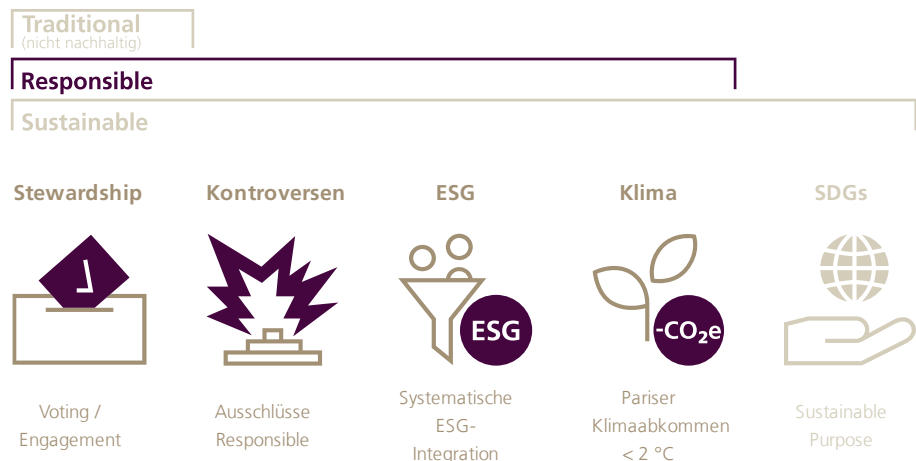 Traditional
(nicht nachhaltig)
Responsible
Sustainable
Stewardship
Kontroversen
ESG
Klima
SDGs
ESG
-CO₂e
Voting /
Engagement
Ausschlüsse
Responsible
Systematische
ESG-
Integration
Pariser
Klimaabkommen
< 2 °C
Sustainable
Purpose